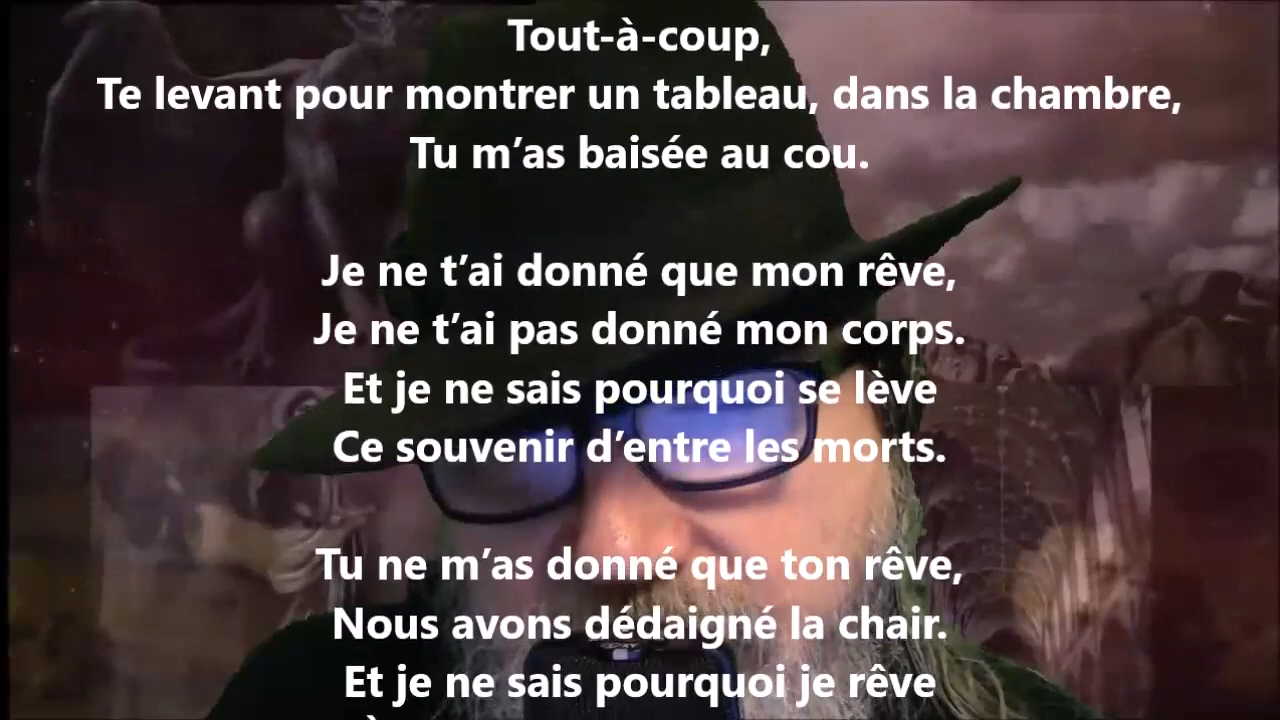 Tout-à-coup,
Te levant pour montrer un tableau, dans la chambre,
Tu m’as baisée au cou.
Je ne t’ai donné que mon rêve,
Je ne t’ai pas donné mon corps.
Et je ne sais pourquoi se lève
Ce souvenir d’entre les morts.
Tu ne m’as donné que ton rêve,
Nous avons dédaigné la chair.
Et je ne sais pourquoi je rêve